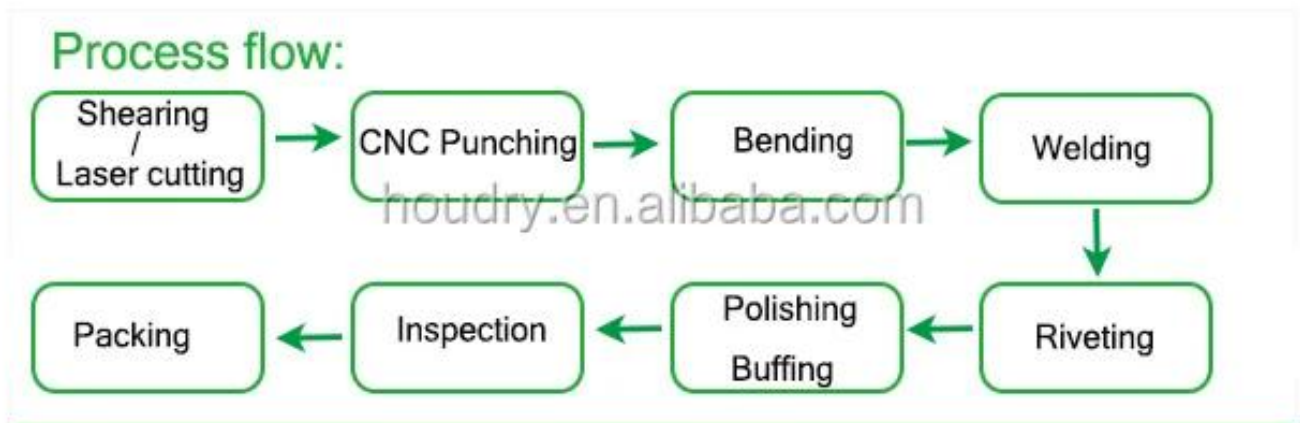 Process flow:
Shearing
/
Laser cutting
CNC Punching
Bending
Welding
houdry.en.alibaba.com
Riveting
Polishing
Buffing
Inspection
Packing